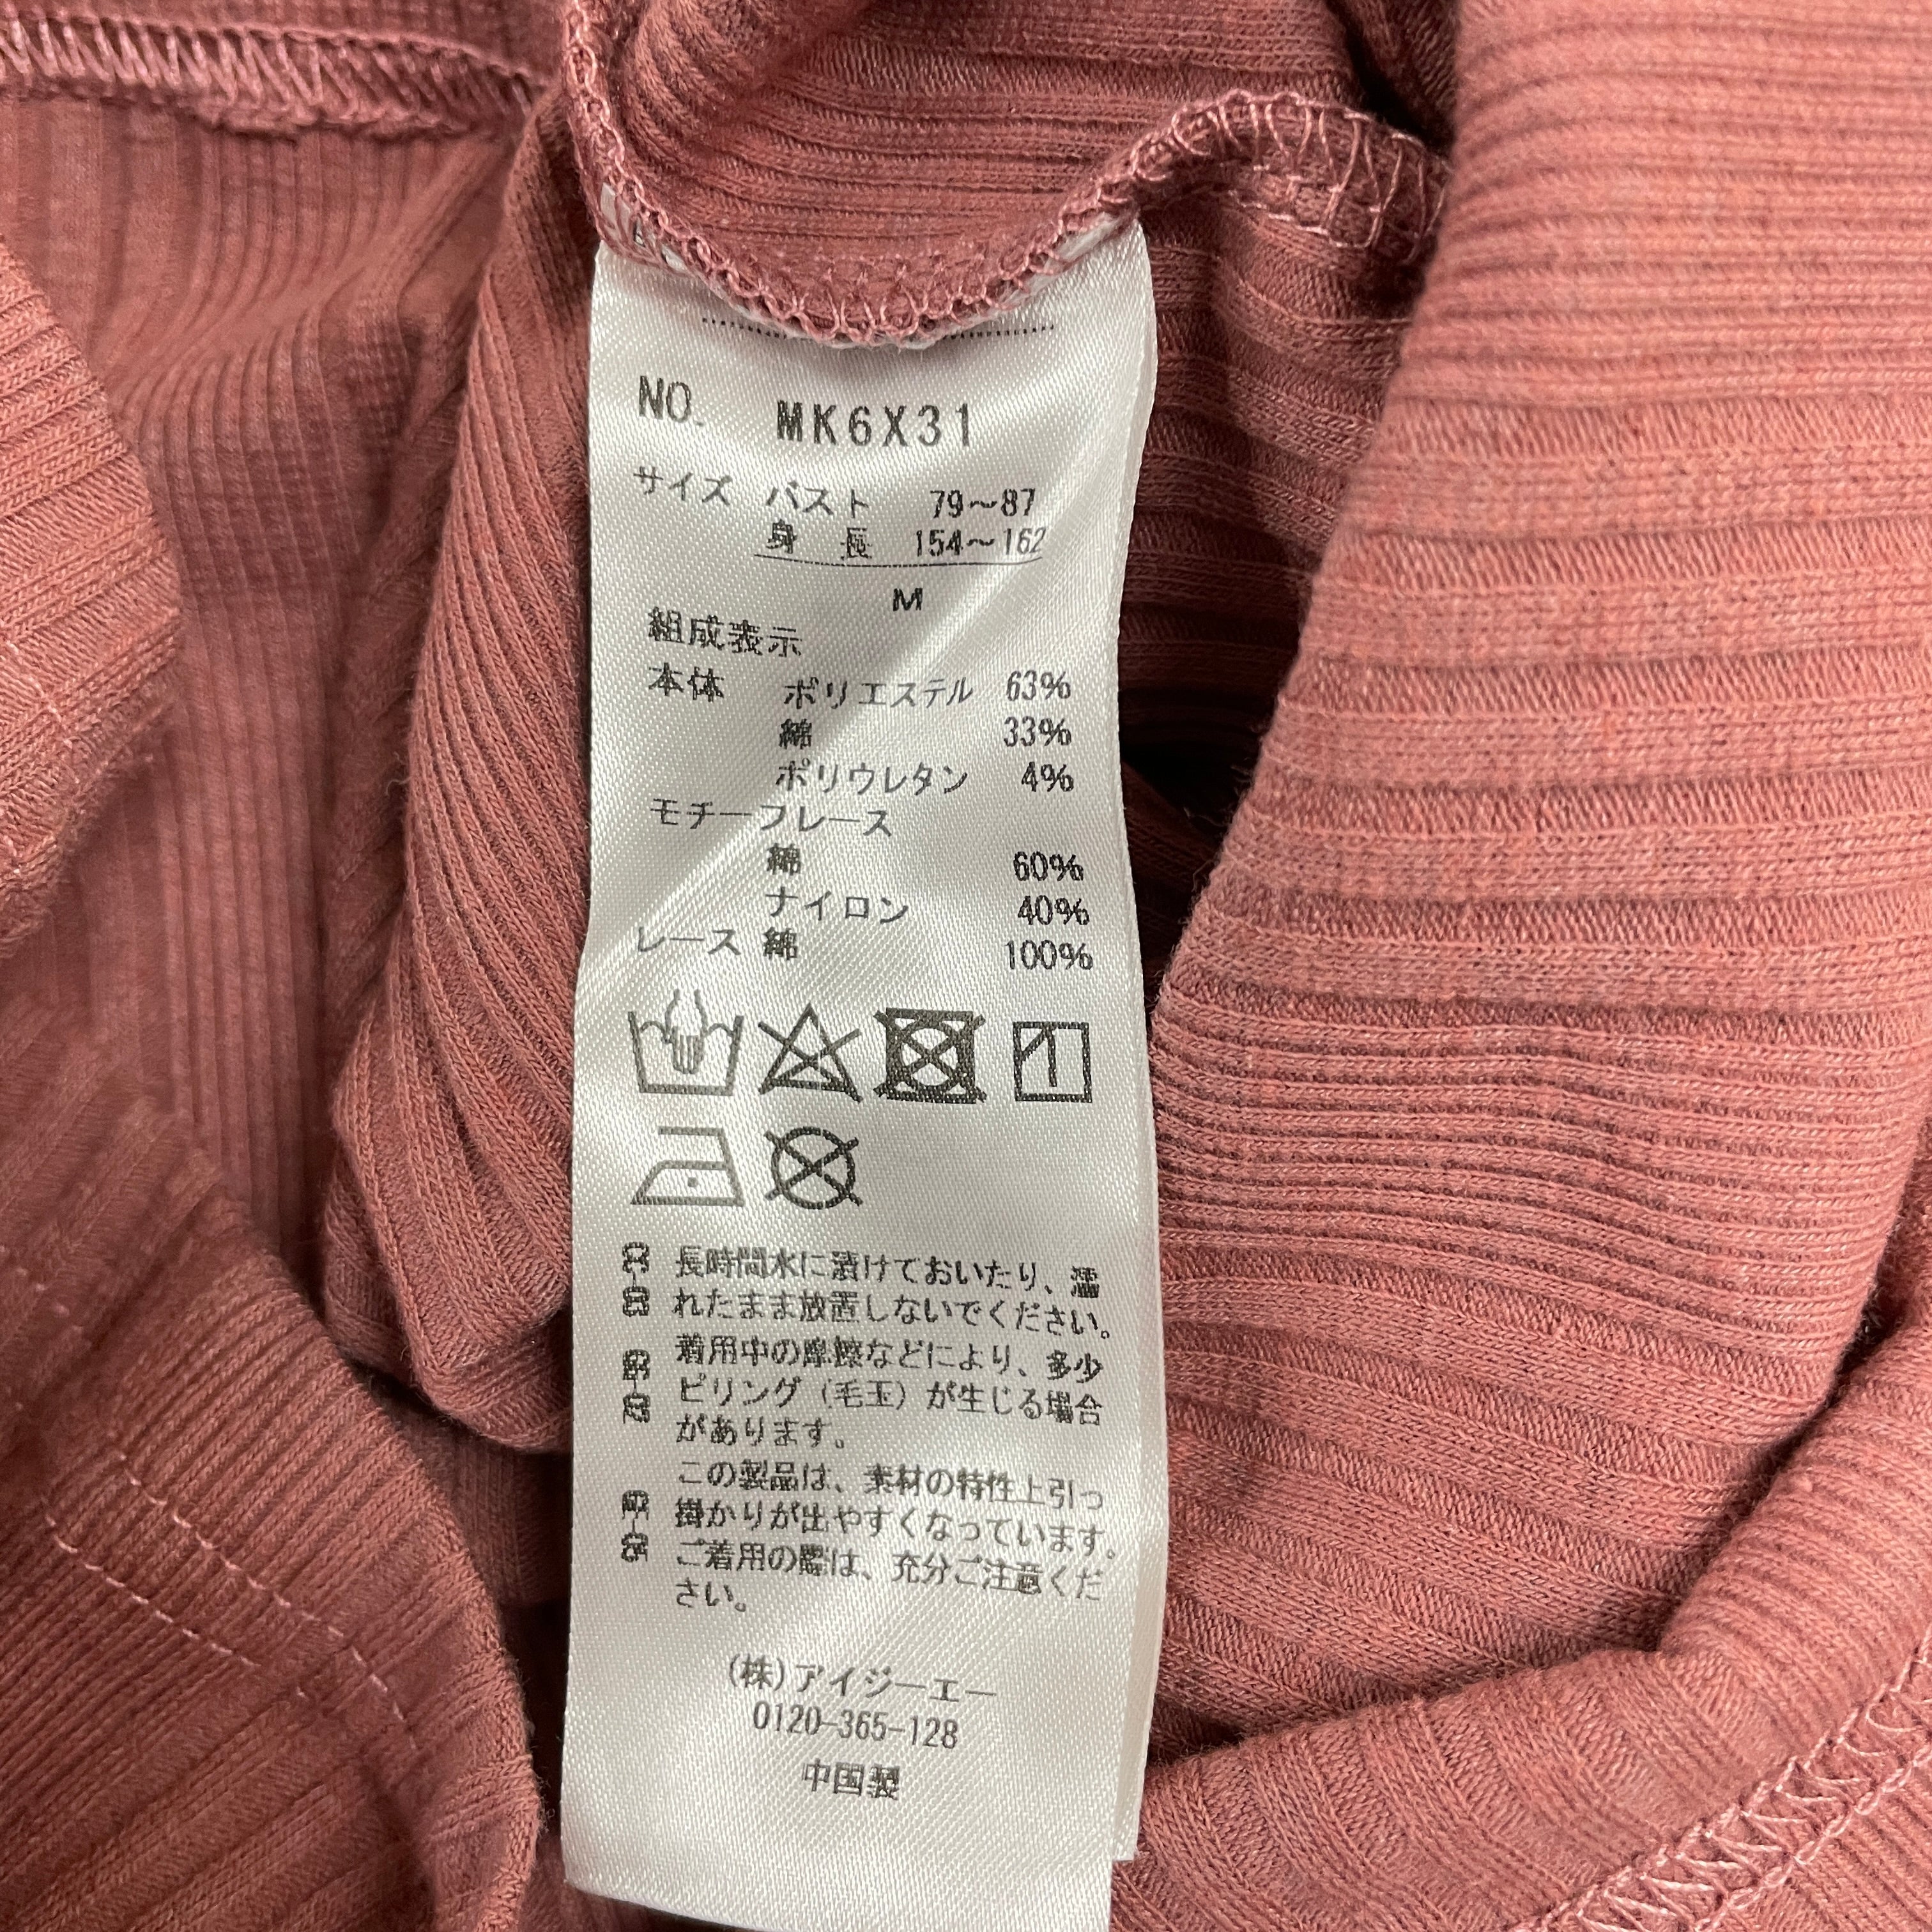 NO. MK6X31
サイズ バスト 79～87
身長 154～162
M
組成表示
本体 ポリエステル 63%
綿 33%
ポリウレタン 4%
モチーフレース
綿 60%
ナイロン 40%
レース 綿 100%
長時間水に漬けておいたり、濡
れたまま放置しないでください。
着用中の摩擦などにより、多少
ピリング（毛玉）が生じる場合
があります。
この製品は、素材の特性上引っ
掛かりが出やすくなっています。
ご着用の際は、充分ご注意くだ
さい。
(株)アイジーエー
0120-365-128
中国製